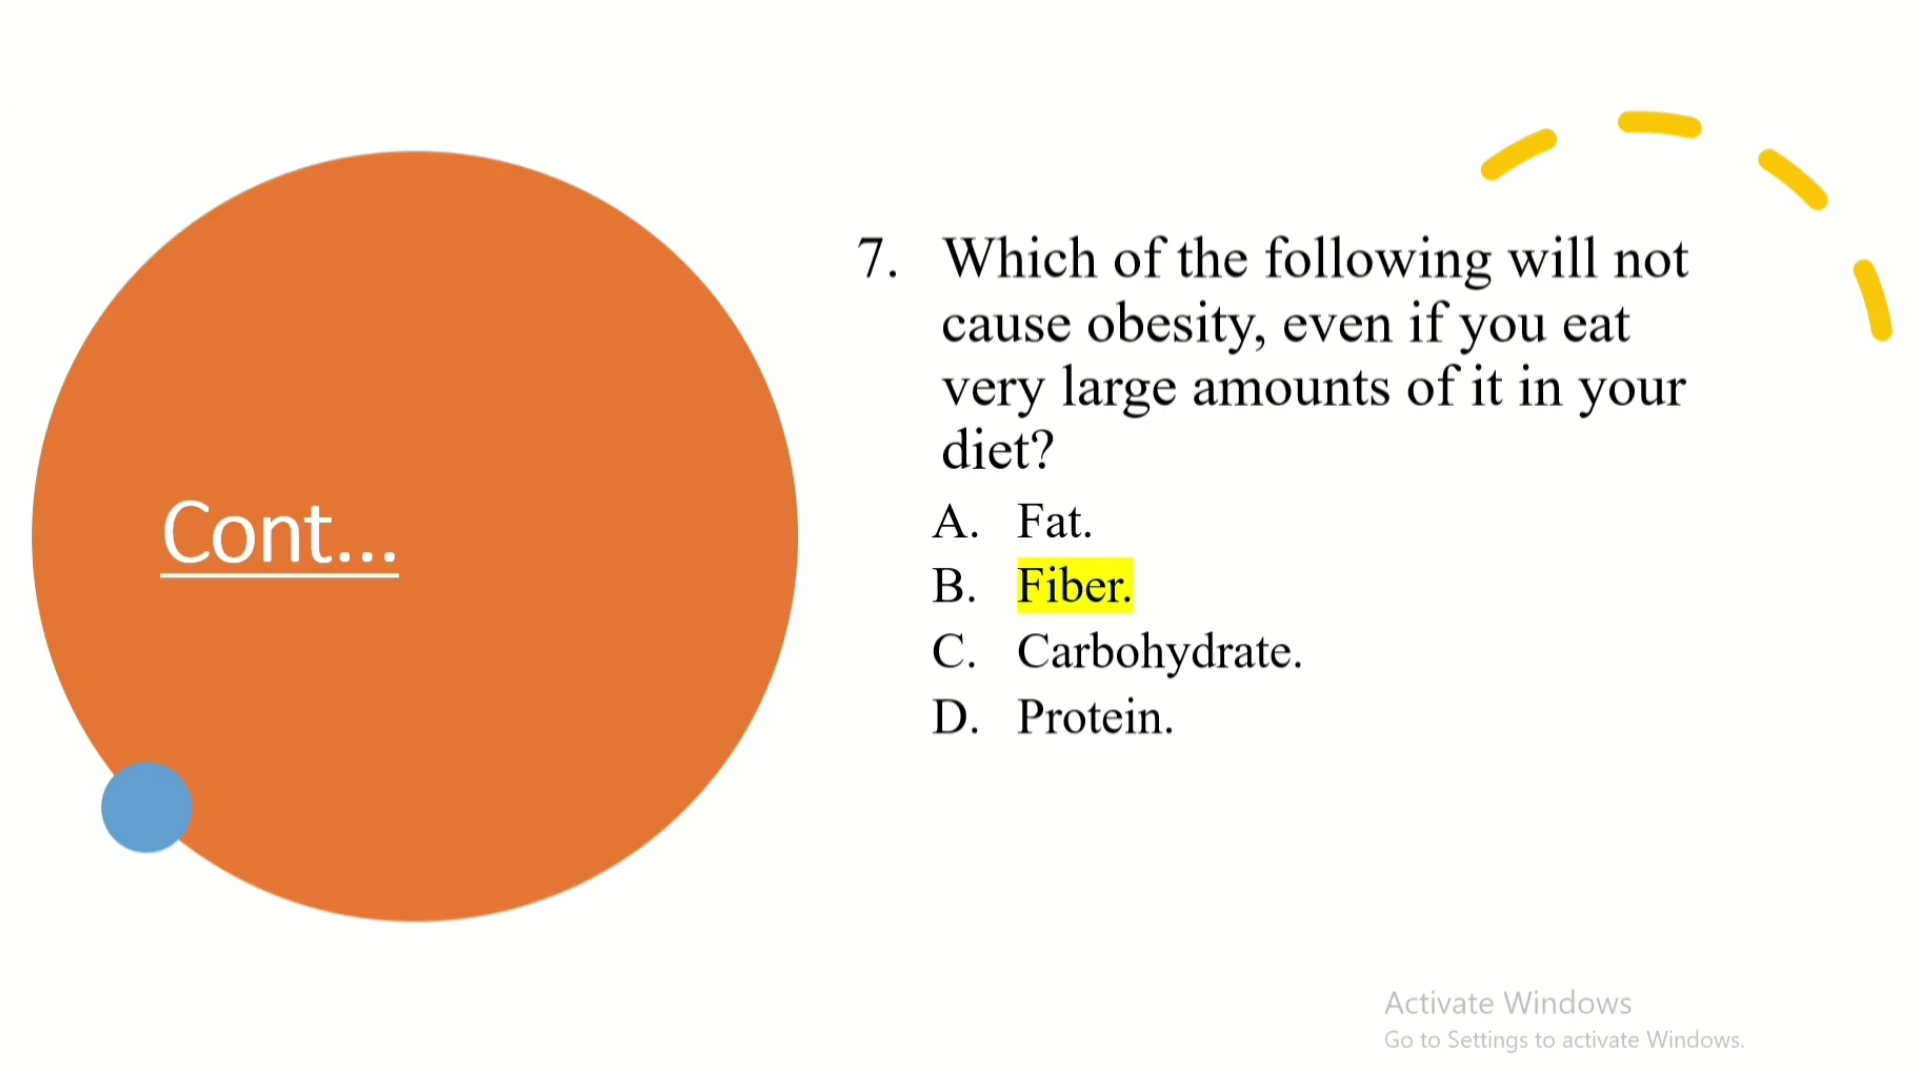 Cont...
7. Which of the following will not
cause obesity, even if you eat
very large amounts of it in your
diet?
A. Fat.
B. Fiber.
C. Carbohydrate.
D. Protein.
Activate Windows
Go to Settings to activate Windows.